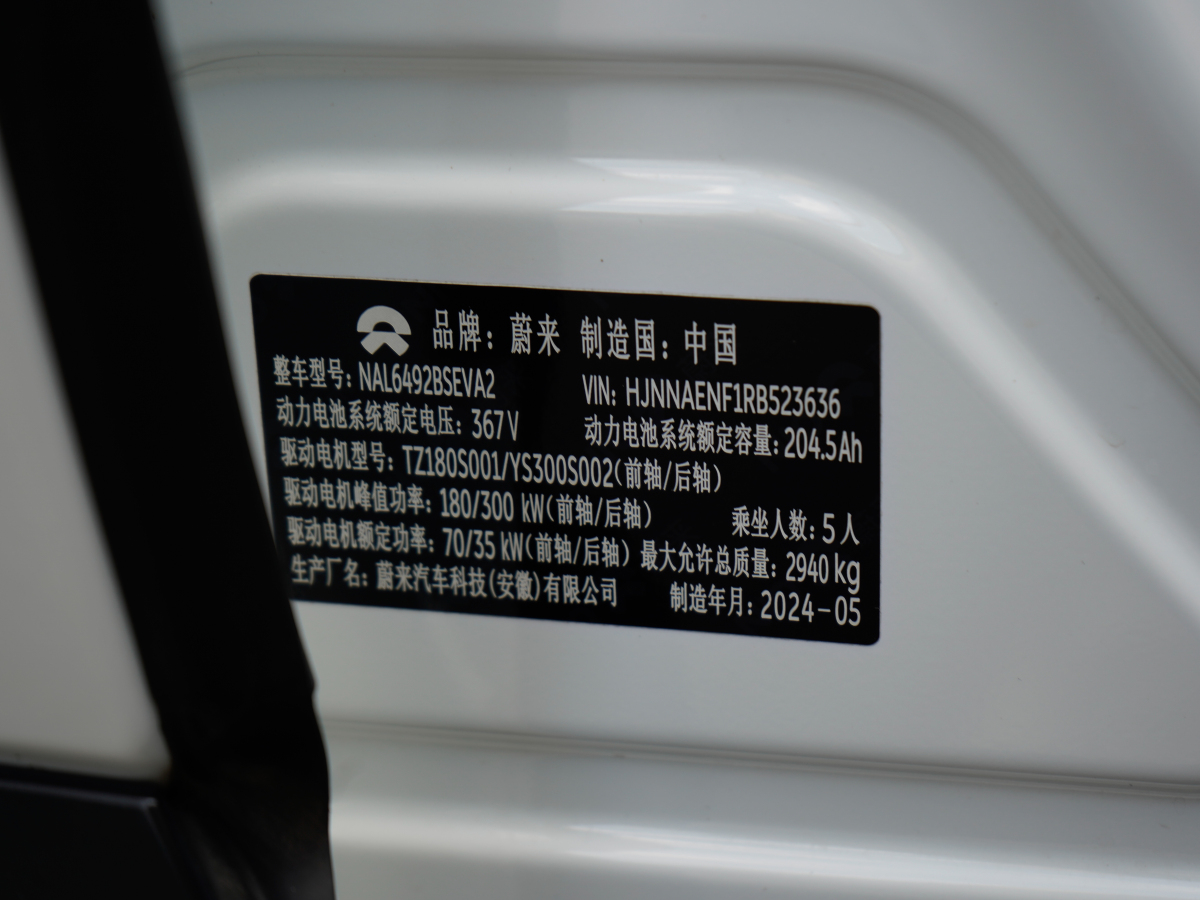 品牌：蔚来 制造国：中国
整车型号：NAL6492BSEVA2 VIN：HJNNAENF1RB523636
动力电池系统额定电压：367V 动力电池系统额定容量：204.5Ah
驱动电机型号：TZ180S001/YS300S002(前轴/后轴)
驱动电机峰值功率：180/300 kW(前轴/后轴) 乘坐人数：5人
驱动电机额定功率：70/35 kW(前轴/后轴) 最大允许总质量：2940kg
生产厂名：蔚来汽车科技(安徽)有限公司 制造年月：2024-05